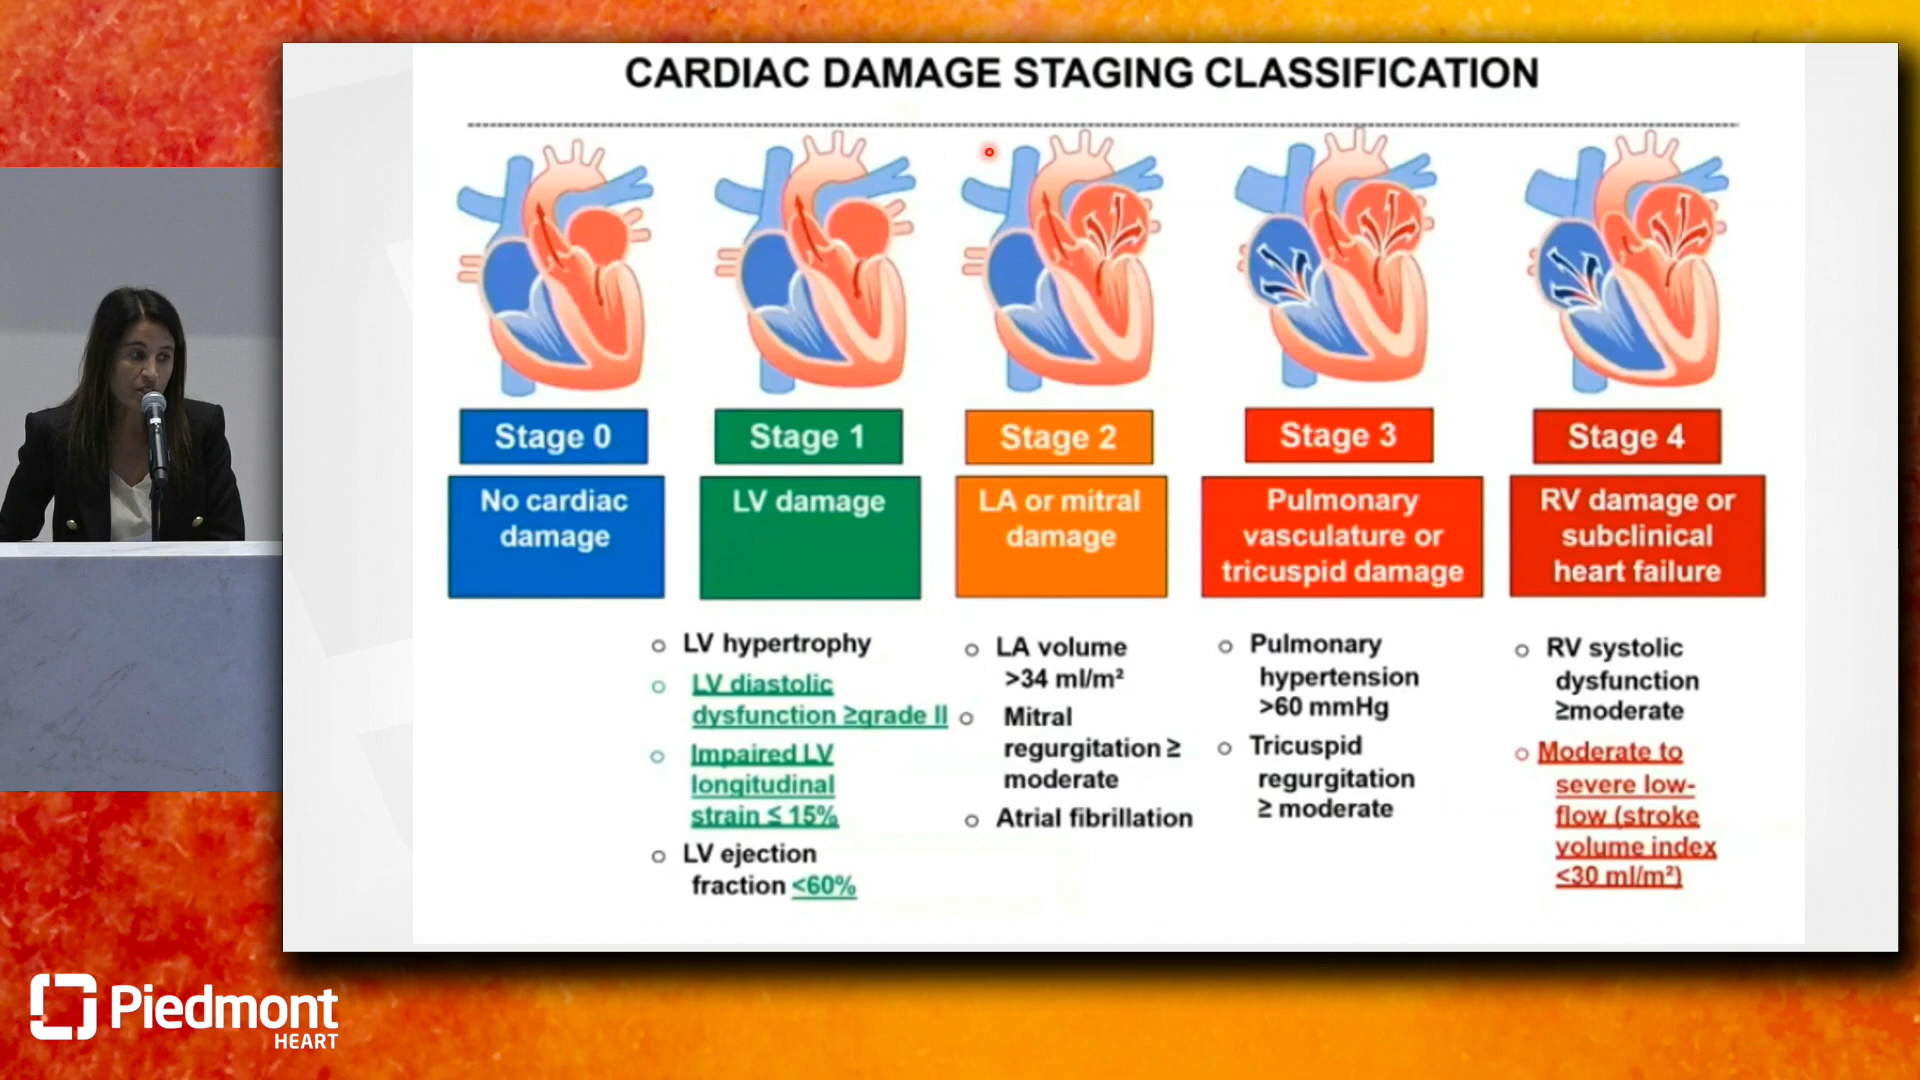 CARDIAC DAMAGE STAGING CLASSIFICATION
Stage 0
No cardiac
damage
Stage 1
LV damage
○ LV hypertrophy
○ LV diastolic
dysfunction ≥grade II
○ Impaired LV
longitudinal
strain ≤ 15%
○ LV ejection
fraction <60%
Stage 2
LA or mitral
damage
○ LA volume
>34 ml/m²
○ Mitral
regurgitation ≥
moderate
○ Atrial fibrillation
Stage 3
Pulmonary
vasculature or
tricuspid damage
○ Pulmonary
hypertension
>60 mmHg
○ Tricuspid
regurgitation
≥ moderate
Stage 4
RV damage or
subclinical
heart failure
○ RV systolic
dysfunction
≥moderate
○ Moderate to
severe low-
flow (stroke
volume index
<30 ml/m²)
Piedmont
HEART